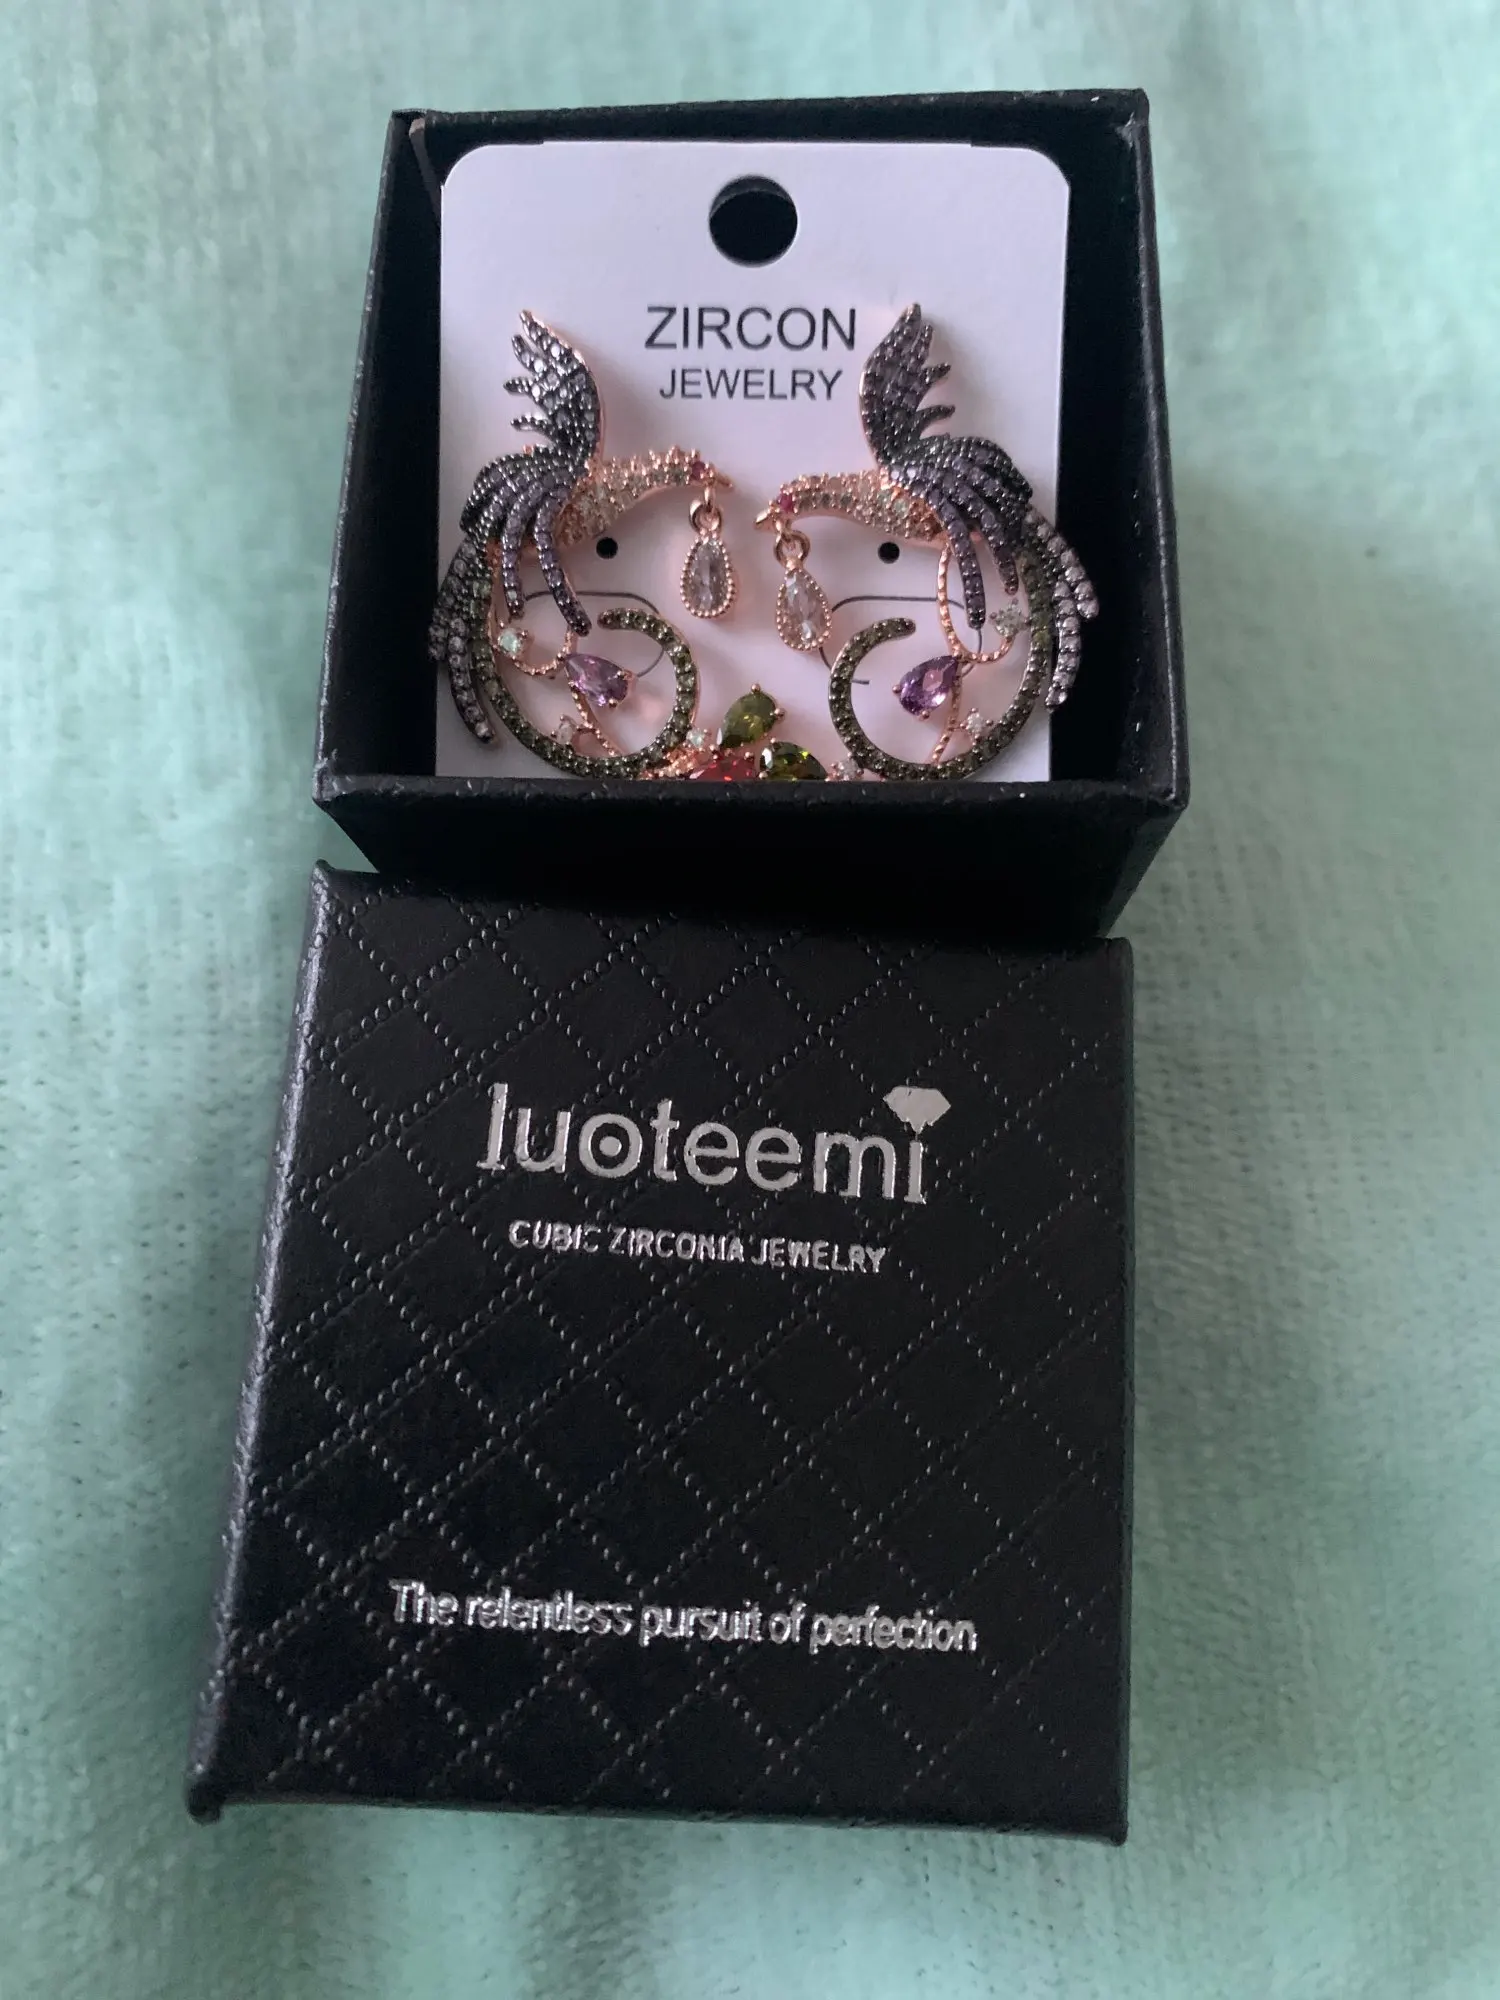 ZIRCON
JEWELRY
luoteemi
CUBIC ZIRCONIA JEWELRY
The relentless pursuit of perfection